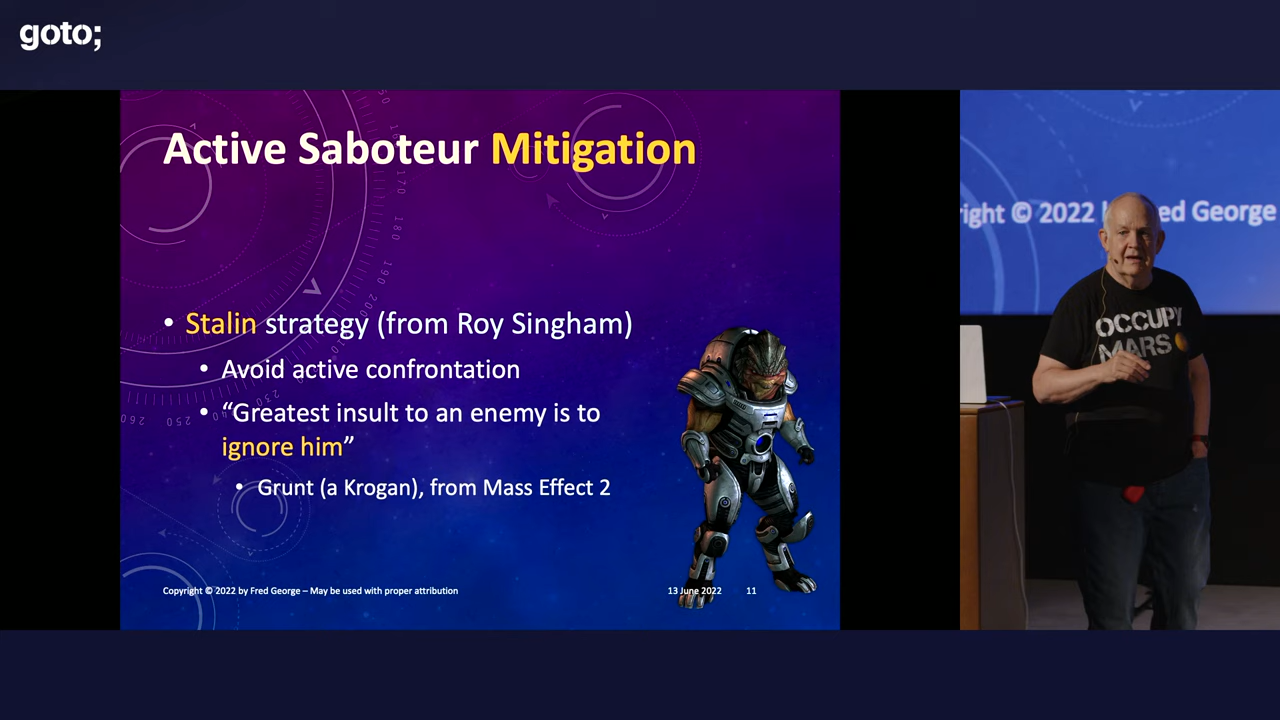 goto;
Active Saboteur Mitigation
• Stalin strategy (from Roy Singham)
• Avoid active confrontation
• “Greatest insult to an enemy is to
ignore him”
• Grunt (a Krogan), from Mass Effect 2
Copyright © 2022 by Fred George – May be used with proper attribution
13 June 2022
11
right © 2022 ed George
OCCUPY
MARS